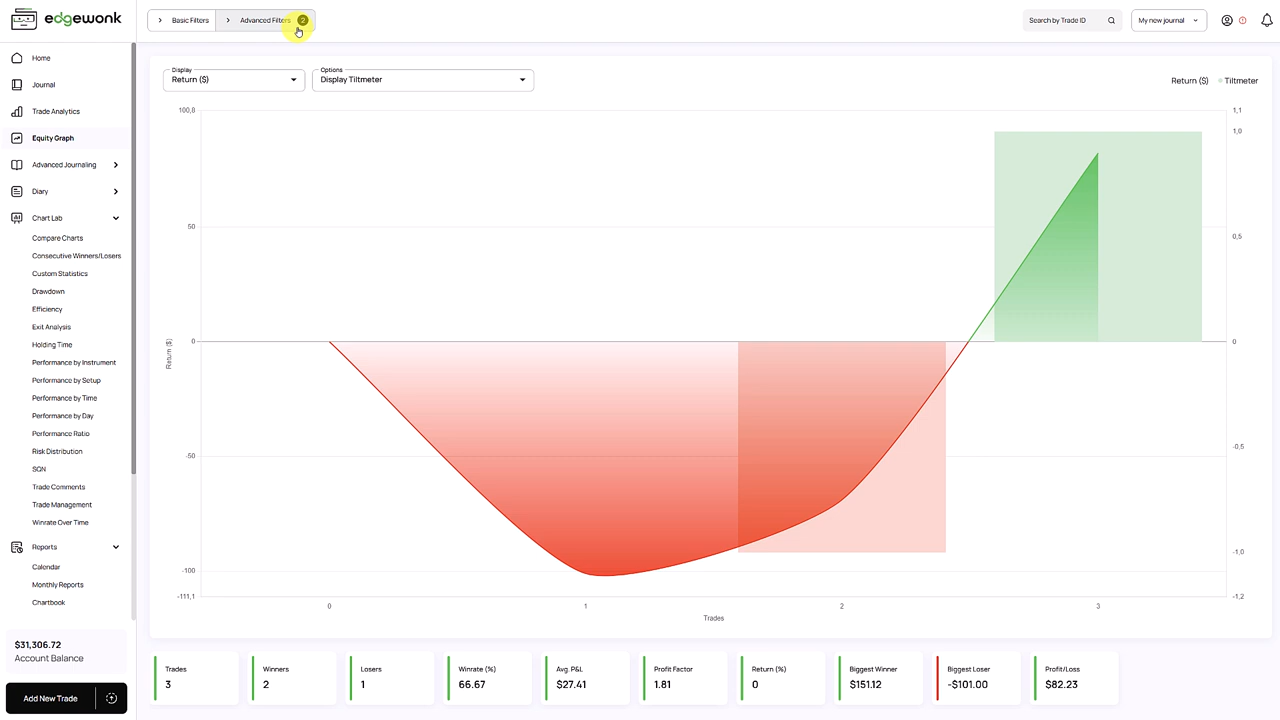 edgewonk
Basic Filters
Advanced Filters
2
Search by Trade ID
My new journal
Home
Journal
Trade Analytics
Equity Graph
Advanced Journaling
Diary
Chart Lab
Compare Charts
Consecutive Winners/Losers
Custom Statistics
Drawdown
Efficiency
Exit Analysis
Holding Time
Performance by Instrument
Performance by Setup
Performance by Time
Performance by Day
Performance Ratio
Risk Distribution
SQN
Trade Comments
Trade Management
Winrate Over Time
Reports
Calendar
Monthly Reports
Chartbook
$31,306.72
Account Balance
Add New Trade
Display
Return ($)
Options
Display Tiltmeter
Return ($)
Tiltmeter
100,8
50
0
-50
-100
-111,1
Return ($)
1,1
1,0
0,5
0
-0,5
-1,0
-1,2
0
1
2
3
Trades
Trades
3
Winners
2
Losers
1
Winrate (%)
66.67
Avg. P&L
$27.41
Profit Factor
1.81
Return (%)
0
Biggest Winner
$151.12
Biggest Loser
-$101.00
Profit/Loss
$82.23